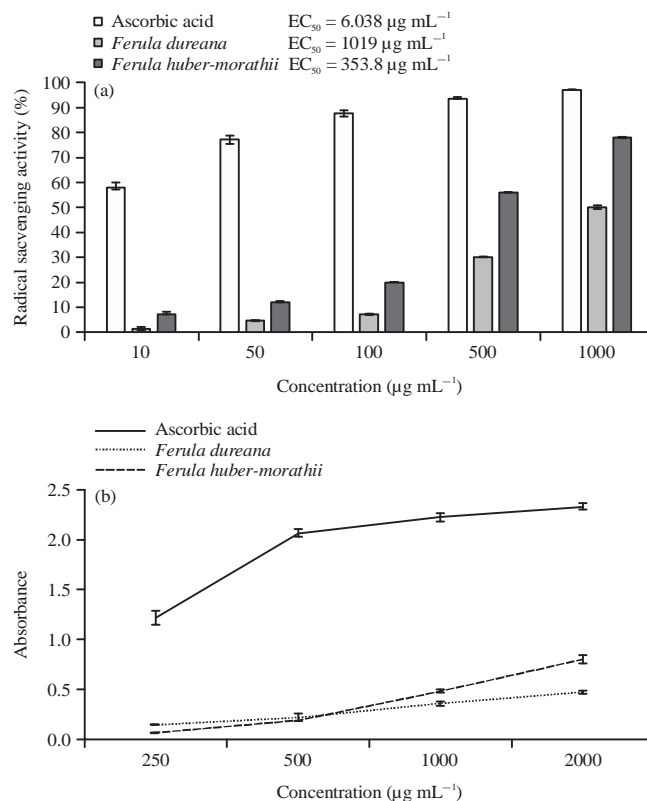 Ascorbic acid EC₅₀ = 6.038 µg mL⁻¹
Ferula dureana EC₅₀ = 1019 µg mL⁻¹
Ferula huber-morathii EC₅₀ = 353.8 µg mL⁻¹
(a)
Radical sacvenging activity (%)
100
90
80
70
60
50
40
30
20
10
0
10 50 100 500 1000
Concentration (µg mL⁻¹)
Ascorbic acid
Ferula dureana
Ferula huber-morathii
(b)
Absorbance
2.5
2.0
1.5
1.0
0.5
0.0
250 500 1000 2000
Concentration (µg mL⁻¹)